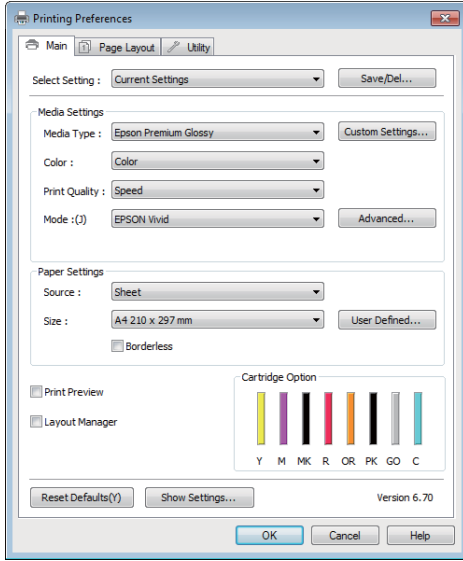 Printing Preferences
Main
Page Layout
Utility
Select Setting :
Current Settings
Save/Del...
Media Settings
Media Type :
Epson Premium Glossy
Custom Settings...
Color :
Color
Print Quality :
Speed
Mode :(J)
EPSON Vivid
Advanced...
Paper Settings
Source :
Sheet
Size :
A4 210 x 297 mm
User Defined...
Borderless
Print Preview
Layout Manager
Cartridge Option
Y M MK R OR PK GO C
Reset Defaults(Y)
Show Settings...
Version 6.70
OK
Cancel
Help